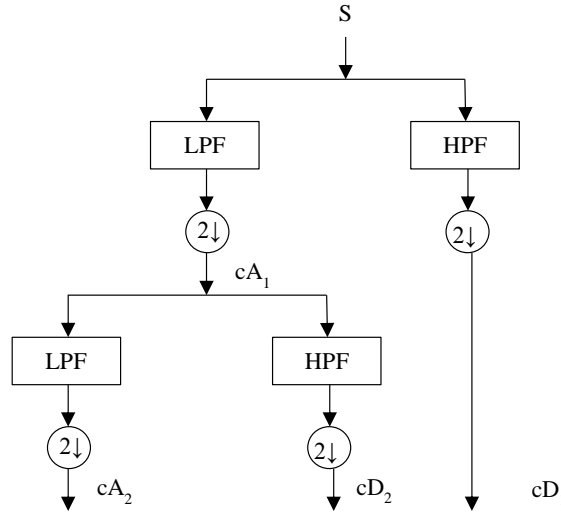 S
LPF HPF
2↓ 2↓
cA₁
LPF HPF
2↓ 2↓
cA₂ cD₂ cD